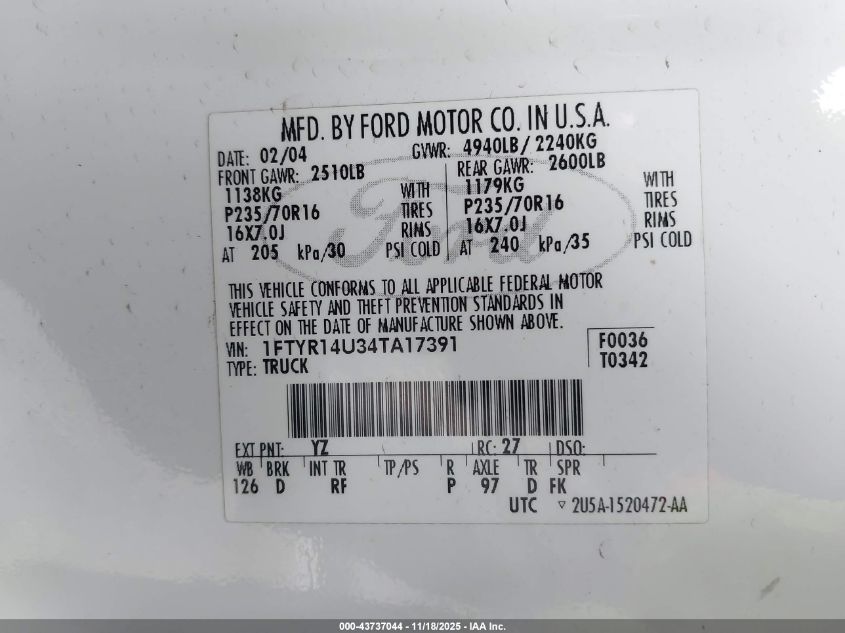 MFD. BY FORD MOTOR CO. IN U.S.A.
DATE: 02/04 GVWR: 4940LB/ 2240KG
FRONT GAWR: 2510LB REAR GAWR: 2600LB
1138KG WITH 1179KG WITH
P235/70R16 TIRES P235/70R16 TIRES
16X7.0J RIMS 16X7.0J RIMS
AT 205 kPa/30 PSI COLD AT 240 kPa/35 PSI COLD
Ford
THIS VEHICLE CONFORMS TO ALL APPLICABLE FEDERAL MOTOR
VEHICLE SAFETY AND THEFT PREVENTION STANDARDS IN
EFFECT ON THE DATE OF MANUFACTURE SHOWN ABOVE.
VIN: 1FTYR14U34TA17391 F0036
TYPE: TRUCK T0342
EXT PNT: YZ RC: 27 DSO:
WB BRK INT TR TP/PS R AXLE TR SPR
126 D RF P 97 D FK
UTC ▽ 2U5A-1520472-AA
000-43737044 - 11/18/2025 - IAA Inc.